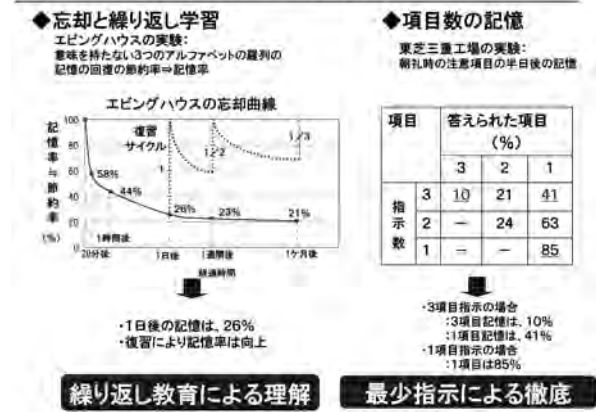 ◆忘却と繰り返し学習
エビングハウスの実験:
意味を持たない3つのアルファベットの羅列の
記憶の回復の節約率⇒記憶率
エビングハウスの忘却曲線
記憶率≒節約率
(%)
100
80
60
40
20
0
復習
サイクル
1
1/2
1/3
58%
44%
26%
23%
21%
20分後
1時間後
1日後
1週間後
1ケ月後
経過時間
・1日後の記憶は、26%
・復習により記憶率は向上
繰り返し教育による理解
◆項目数の記憶
東芝三重工場の実験:
朝礼時の注意項目の半日後の記憶
項目 答えられた項目
(%)
3 2 1
指示数
3 10 21 41
2 − 24 63
1 − − 85
・3項目指示の場合
:3項目記憶は、10%
:1項目記憶は、41%
・1項目指示の場合
:1項目は85%
最少指示による徹底